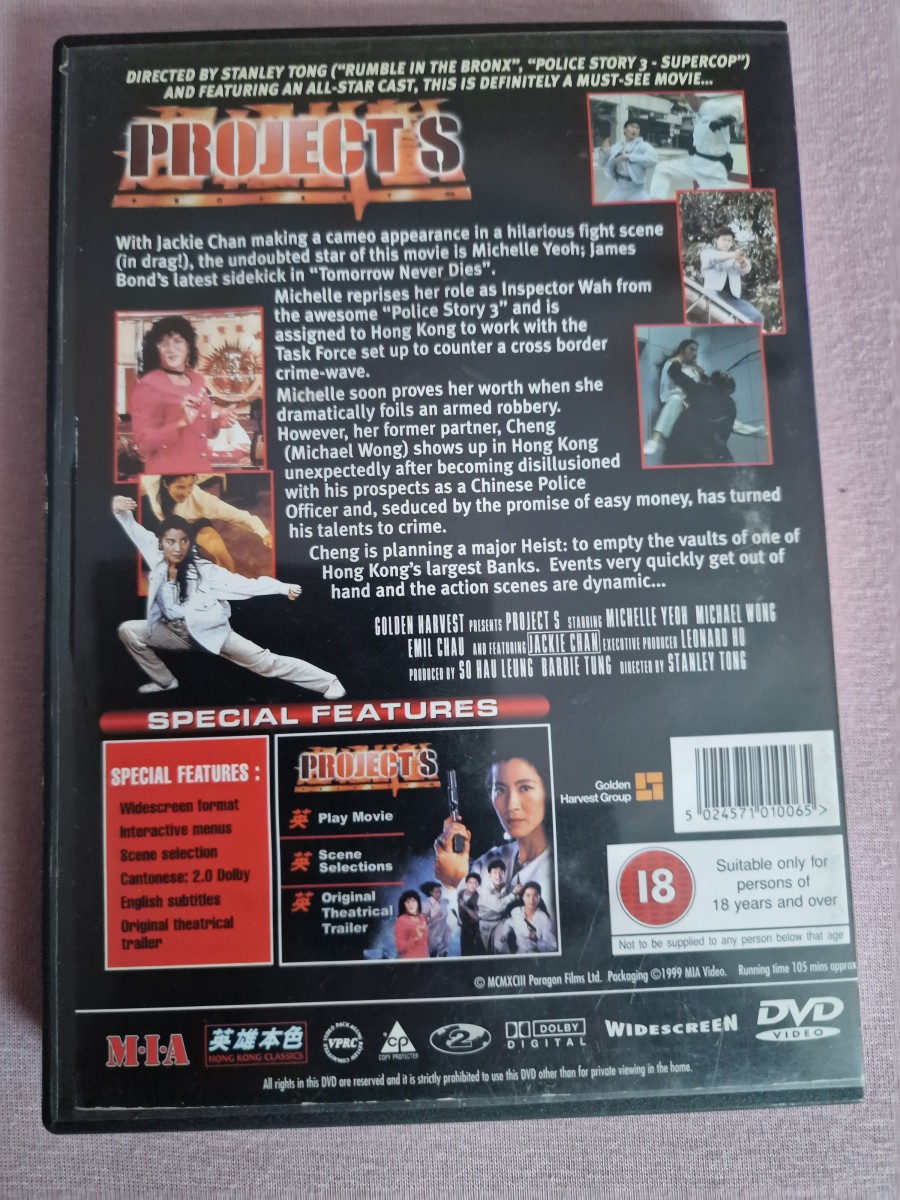 DIRECTED BY STANLEY TONG ("RUMBLE IN THE BRONX", "POLICE STORY 3 - SUPERCOP")
AND FEATURING AN ALL-STAR CAST, THIS IS DEFINITELY A MUST-SEE MOVIE...
PROJECT S
With Jackie Chan making a cameo appearance in a hilarious fight scene
(in drag!), the undoubted star of this movie is Michelle Yeoh; James
Bond's latest sidekick in "Tomorrow Never Dies".
Michelle reprises her role as Inspector Wah from
the awesome "Police Story 3" and is
assigned to Hong Kong to work with the
Task Force set up to counter a cross border
crime-wave.
Michelle soon proves her worth when she
dramatically foils an armed robbery.
However, her former partner, Cheng
(Michael Wong) shows up in Hong Kong
unexpectedly after becoming disillusioned
with his prospects as a Chinese Police
Officer and, seduced by the promise of easy money, has turned
his talents to crime.
Cheng is planning a major Heist: to empty the vaults of one of
Hong Kong's largest Banks. Events very quickly get out of
hand and the action scenes are dynamic...
GOLDEN HARVEST PRESENTS PROJECT S STARRING MICHELLE YEOH MICHAEL WONG
EMIL CHAU AND FEATURING JACKIE CHAN EXECUTIVE PRODUCER LEONARD HO
PRODUCED BY SO HAU LEUNG BARBIE TUNG DIRECTED BY STANLEY TONG
SPECIAL FEATURES
SPECIAL FEATURES :
Widescreen format
Interactive menus
Scene selection
Cantonese: 2.0 Dolby
English subtitles
Original theatrical
trailer
PROJECT S
英 Play Movie
英 Scene
Selections
英 Original
Theatrical
Trailer
Golden
Harvest Group
5 024571 010065 >
18
Suitable only for
persons of
18 years and over
Not to be supplied to any person below that age
© MCMXCIII Paragon Films Ltd. Packaging ©1999 MIA Video. Running time 105 mins approx
M·I·A
英雄本色
HONG KONG CLASSICS
VPRC
CP
COPY PROTECTED
2
DOLBY
DIGITAL
WIDESCREEN
DVD
VIDEO
All rights in this DVD are reserved and it is strictly prohibited to use this DVD other than for private viewing in the home.